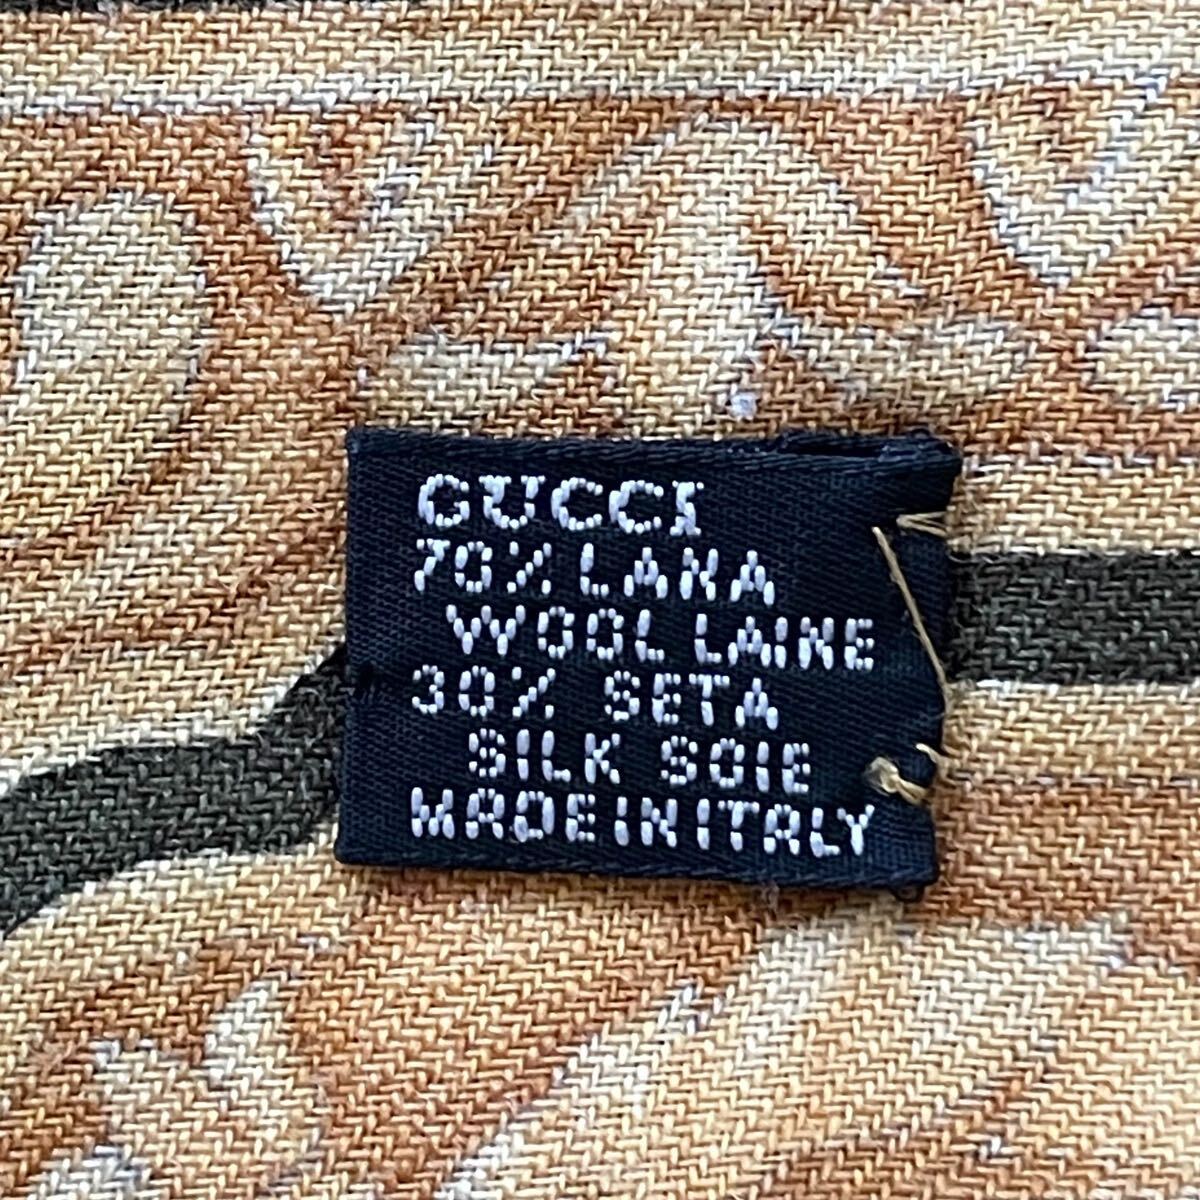 GUCCI
70% LANA
WOOL LAINE
30% SETA
SILK SOIE
MADE IN ITALY